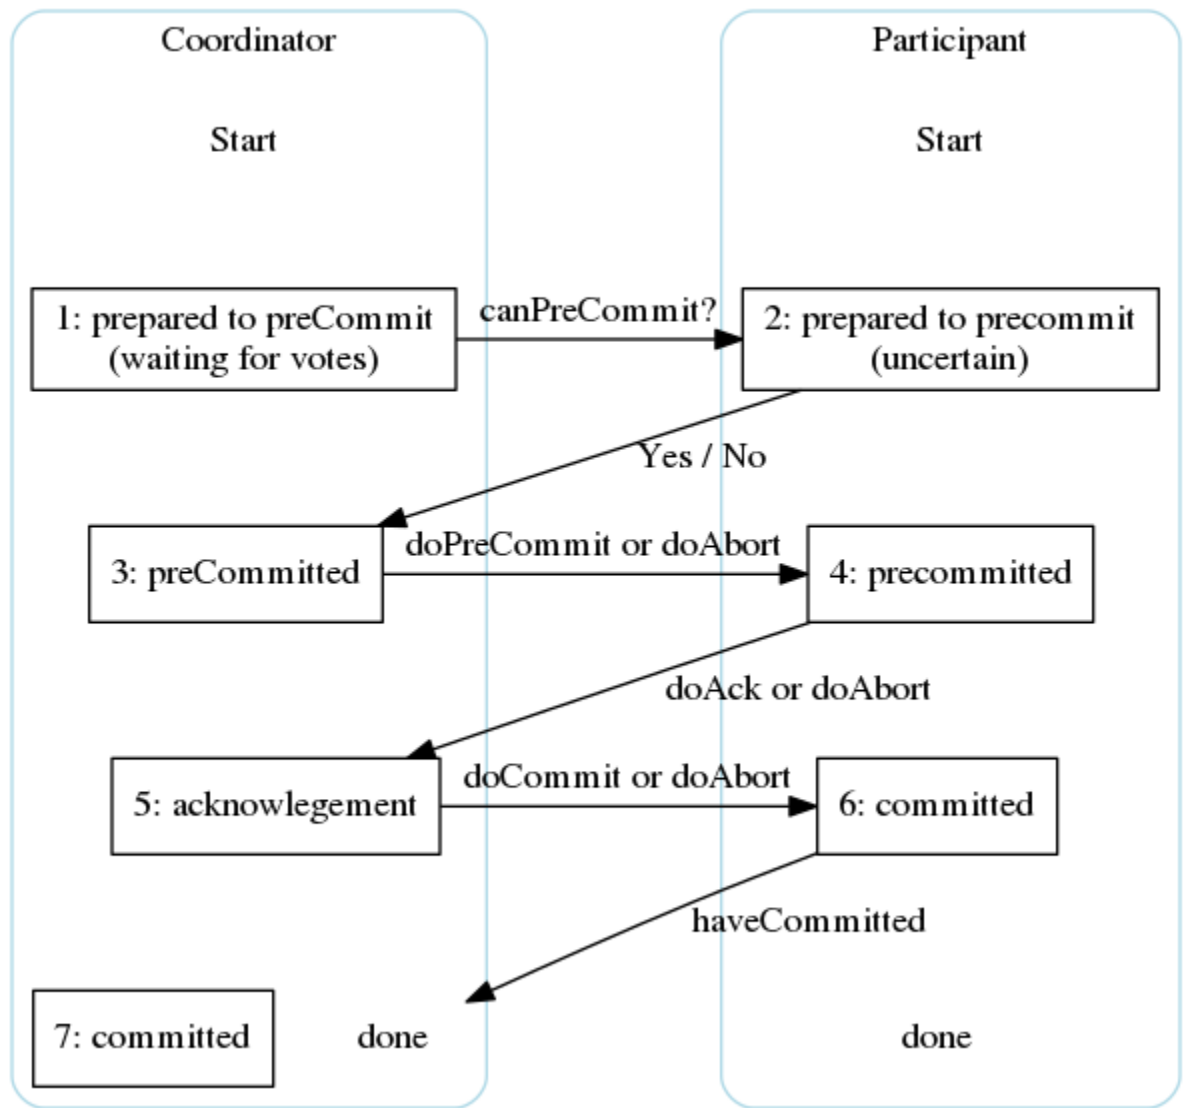 Coordinator
Participant
Start
Start
1: prepared to preCommit
(waiting for votes)
canPreCommit?
2: prepared to precommit
(uncertain)
Yes / No
3: preCommitted
doPreCommit or doAbort
4: precommitted
doAck or doAbort
5: acknowlegement
doCommit or doAbort
6: committed
haveCommitted
7: committed
done
done